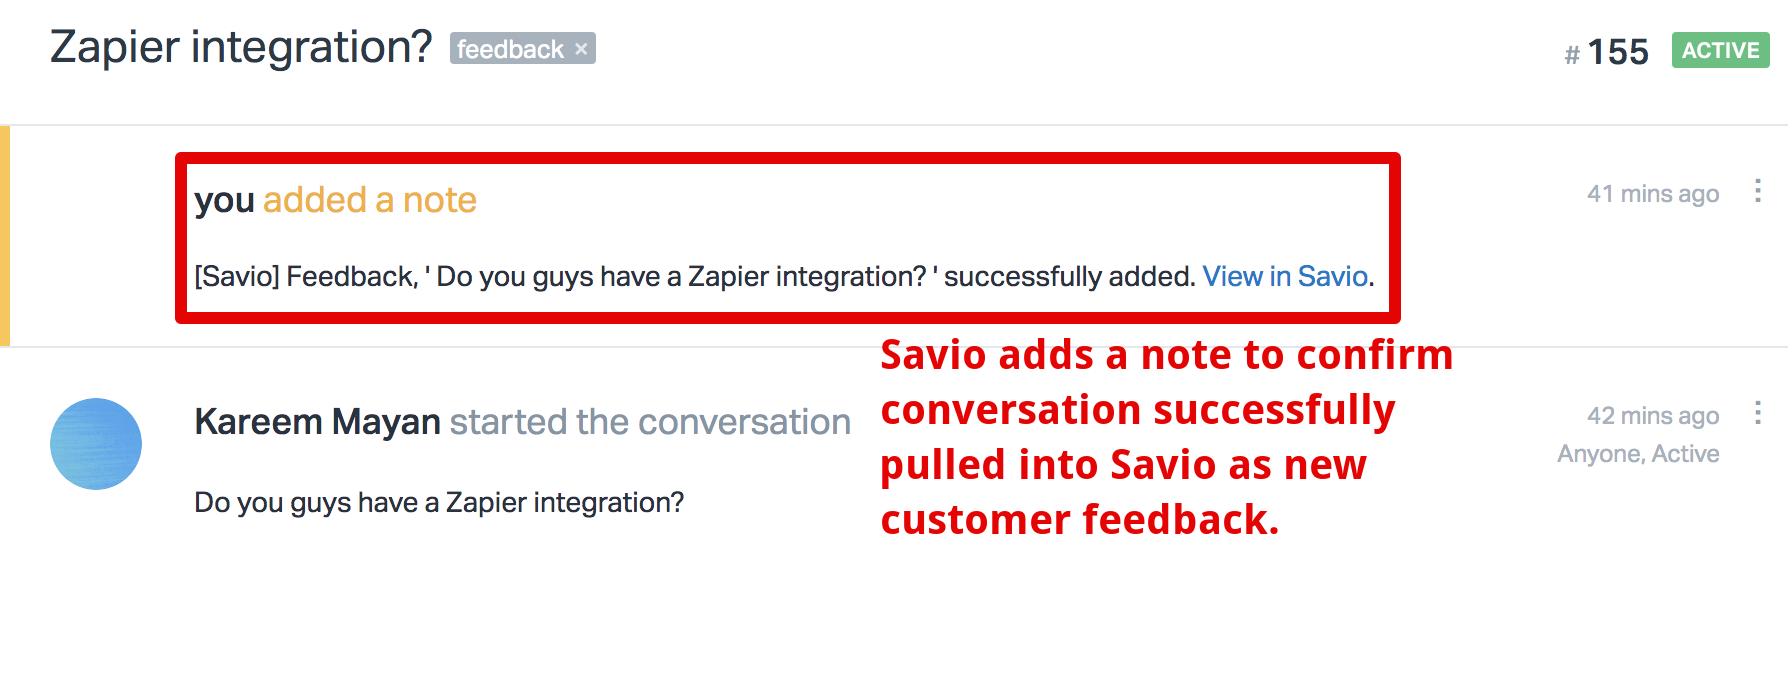 Zapier integration? feedback ×
# 155 ACTIVE
you added a note
41 mins ago
[Savio] Feedback, ' Do you guys have a Zapier integration? ' successfully added. View in Savio.
Savio adds a note to confirm
conversation successfully
pulled into Savio as new
customer feedback.
Kareem Mayan started the conversation
42 mins ago
Anyone, Active
Do you guys have a Zapier integration?